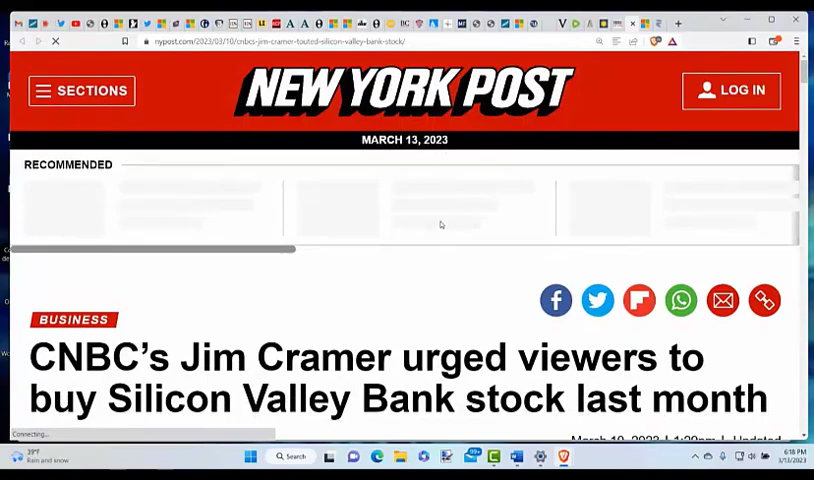 nypost.com/2023/03/10/cnbcs-jim-cramer-touted-silicon-valley-bank-stock/
SECTIONS
NEW YORK POST
LOG IN
MARCH 13, 2023
RECOMMENDED
BUSINESS
CNBC’s Jim Cramer urged viewers to
buy Silicon Valley Bank stock last month
Connecting...
39°F
Rain and snow
Search
99+
6:18 PM
3/13/2023